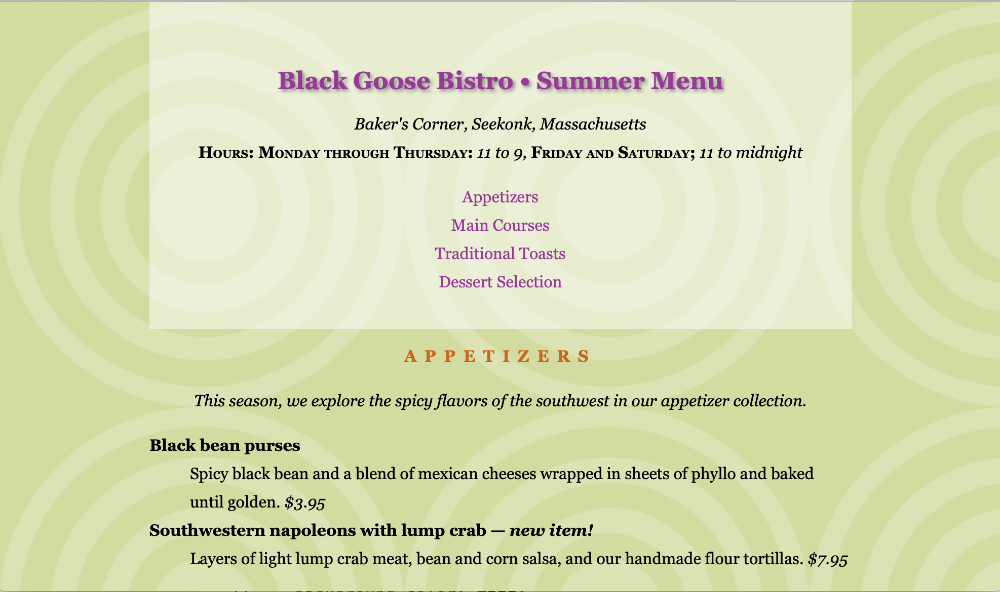 Black Goose Bistro • Summer Menu
Baker's Corner, Seekonk, Massachusetts
Hours: Monday through Thursday: 11 to 9, Friday and Saturday; 11 to midnight
Appetizers
Main Courses
Traditional Toasts
Dessert Selection
APPETIZERS
This season, we explore the spicy flavors of the southwest in our appetizer collection.
Black bean purses
Spicy black bean and a blend of mexican cheeses wrapped in sheets of phyllo and baked
until golden. $3.95
Southwestern napoleons with lump crab — new item!
Layers of light lump crab meat, bean and corn salsa, and our handmade flour tortillas. $7.95